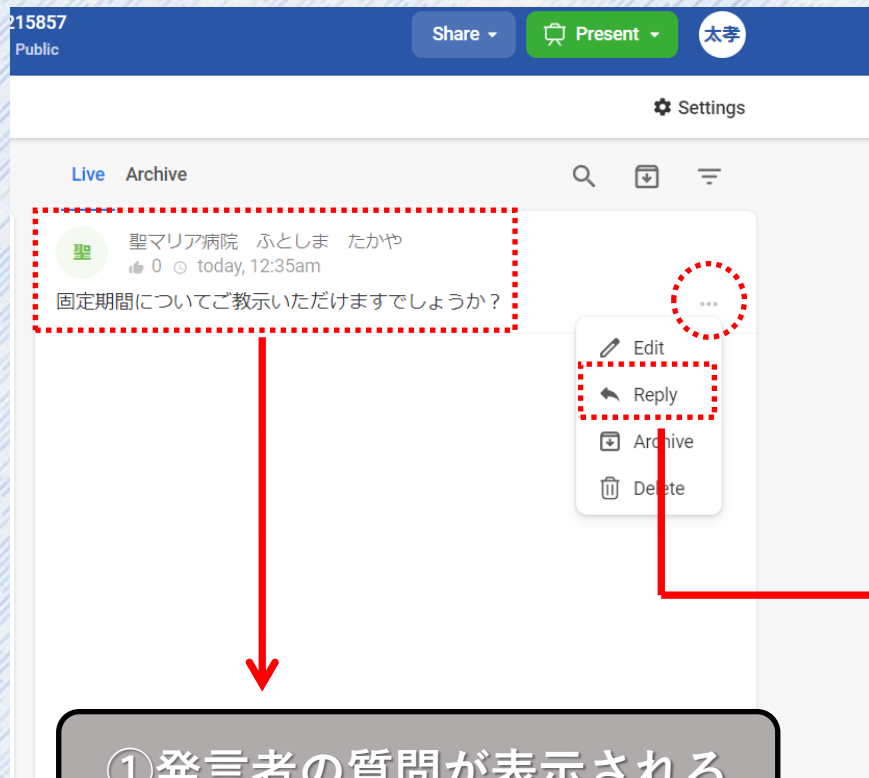 215857
Public
Share
Present
太孝
Settings
Live Archive
聖
聖マリア病院　ふとしま　たかや
0 today, 12:35am
固定期間についてご教示いただけますでしょうか？
Edit
Reply
Archive
Delete
①発言者の質問が表示される